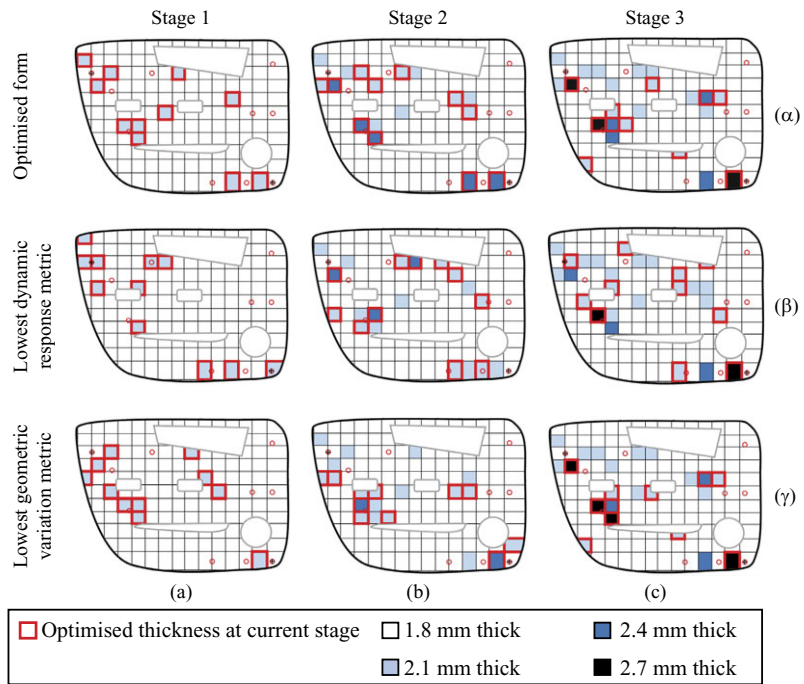 Stage 1 Stage 2 Stage 3
Optimised form
(α)
Lowest dynamic
response metric
(β)
Lowest geometric
variation metric
(γ)
(a) (b) (c)
Optimised thickness at current stage 1.8 mm thick 2.4 mm thick
2.1 mm thick 2.7 mm thick